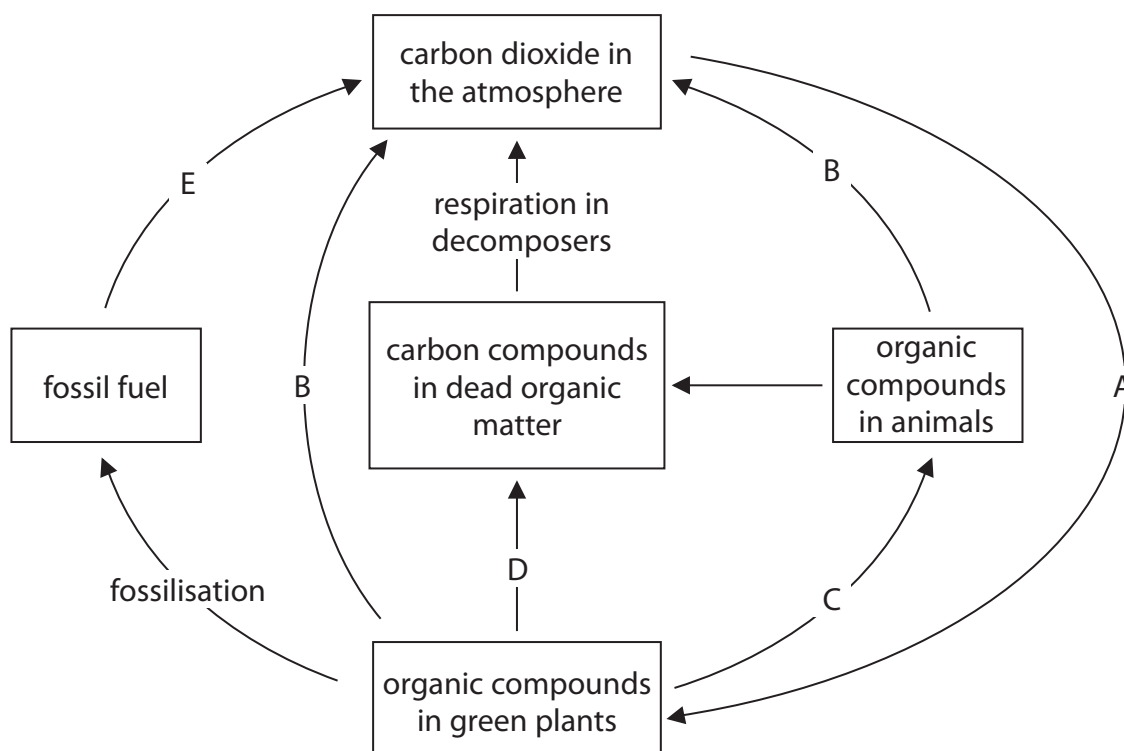 carbon dioxide in
the atmosphere
E
B
respiration in
decomposers
fossil fuel
B
carbon compounds
in dead organic
matter
organic
compounds
in animals
A
fossilisation
D
C
organic compounds
in green plants